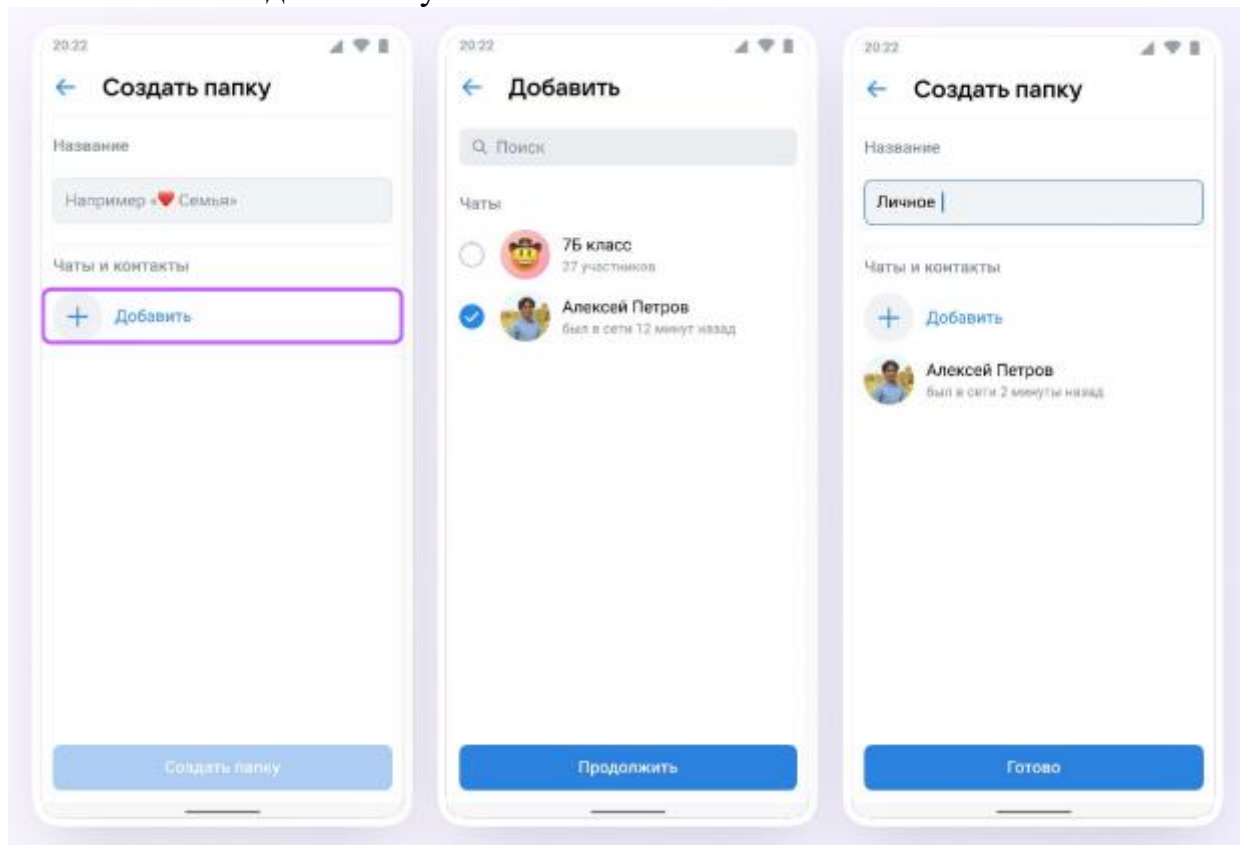 20:22
Создать папку
Название
Например «❤️ Семья»
Чаты и контакты
Добавить
Создать папку
20:22
Добавить
Поиск
Чаты
7Б класс
27 участников
Алексей Петров
был в сети 12 минут назад
Продолжить
20:22
Создать папку
Название
Личное
Чаты и контакты
Добавить
Алексей Петров
был в сети 2 минуты назад
Готово